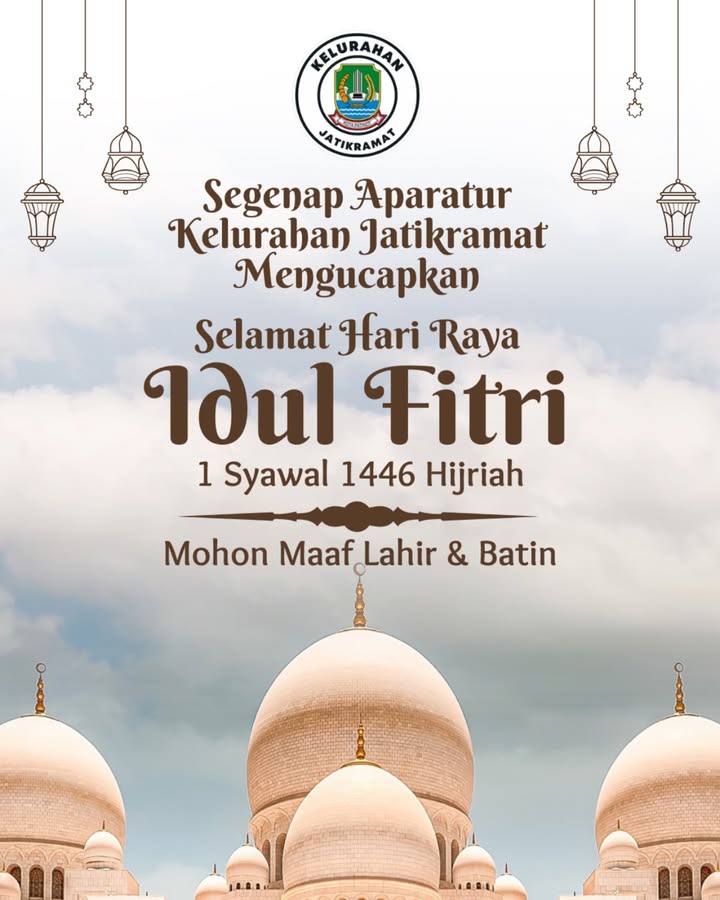 KELURAHAN
JATIKRAMAT
Segenap Aparatur
Kelurahan Jatikramat
Mengucapkan
Selamat Hari Raya
Idul Fitri
1 Syawal 1446 Hijriah
Mohon Maaf Lahir & Batin